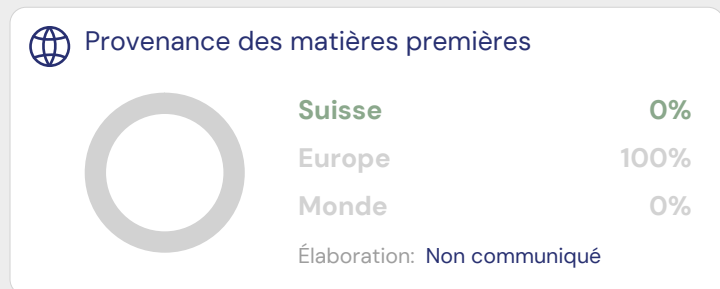 Provenance des matières premières
Suisse 0%
Europe 100%
Monde 0%
Élaboration: Non communiqué